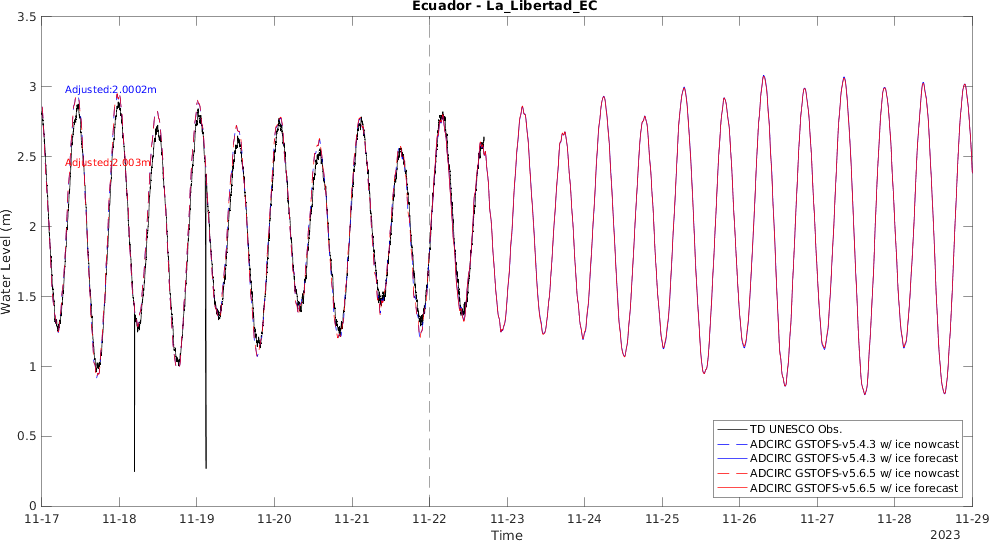 Ecuador - La_Libertad_EC
3.5
3
2.5
2
1.5
1
0.5
0
Water Level (m)
Adjusted:2.0002m
Adjusted:2.003m
TD UNESCO Obs.
ADCIRC GSTOFS-v5.4.3 w/ ice nowcast
ADCIRC GSTOFS-v5.4.3 w/ ice forecast
ADCIRC GSTOFS-v5.6.5 w/ ice nowcast
ADCIRC GSTOFS-v5.6.5 w/ ice forecast
11-17 11-18 11-19 11-20 11-21 11-22 11-23 11-24 11-25 11-26 11-27 11-28 11-29
Time
2023